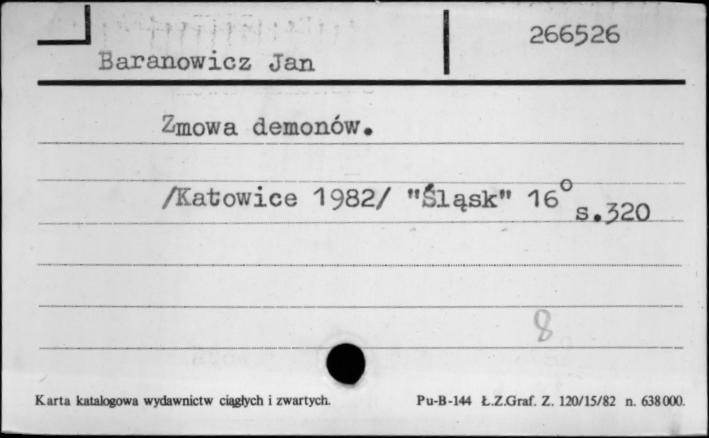 266526
Baranowicz Jan
Zmowa demonów.
/Katowice 1982/ "Śląsk" 16°
s.320
8
Karta katalogowa wydawnictw ciągłych i zwartych. Pu-B-144 Ł.Z.Graf. Z. 120/15/82 n. 638000.